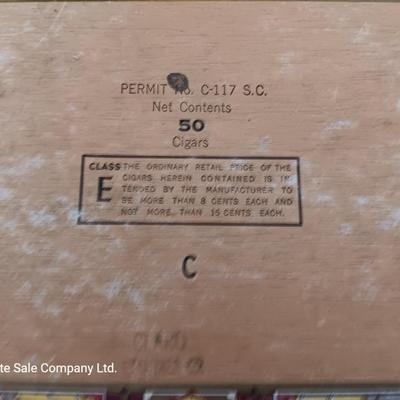 PERMIT No. C-117 S.C.
Net Contents
50
Cigars
CLASS E
THE ORDINARY RETAIL PRICE OF THE
CIGARS HEREIN CONTAINED IS IN
TENDED BY THE MANUFACTURER TO
BE MORE THAN 8 CENTS EACH AND
NOT MORE THAN 15 CENTS EACH.
C
CLARO
te Sale Company Ltd.